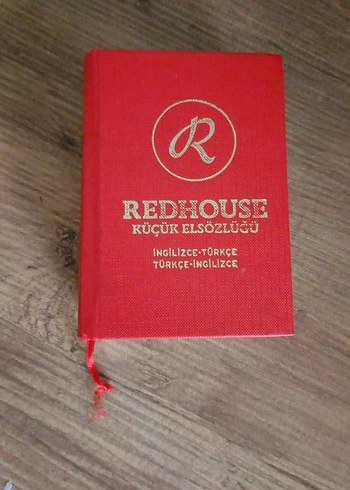 R
REDHOUSE
KÜÇÜK ELSÖZLÜĞÜ
İNGİLİZCE-TÜRKÇE
TÜRKÇE-İNGİLİZCE